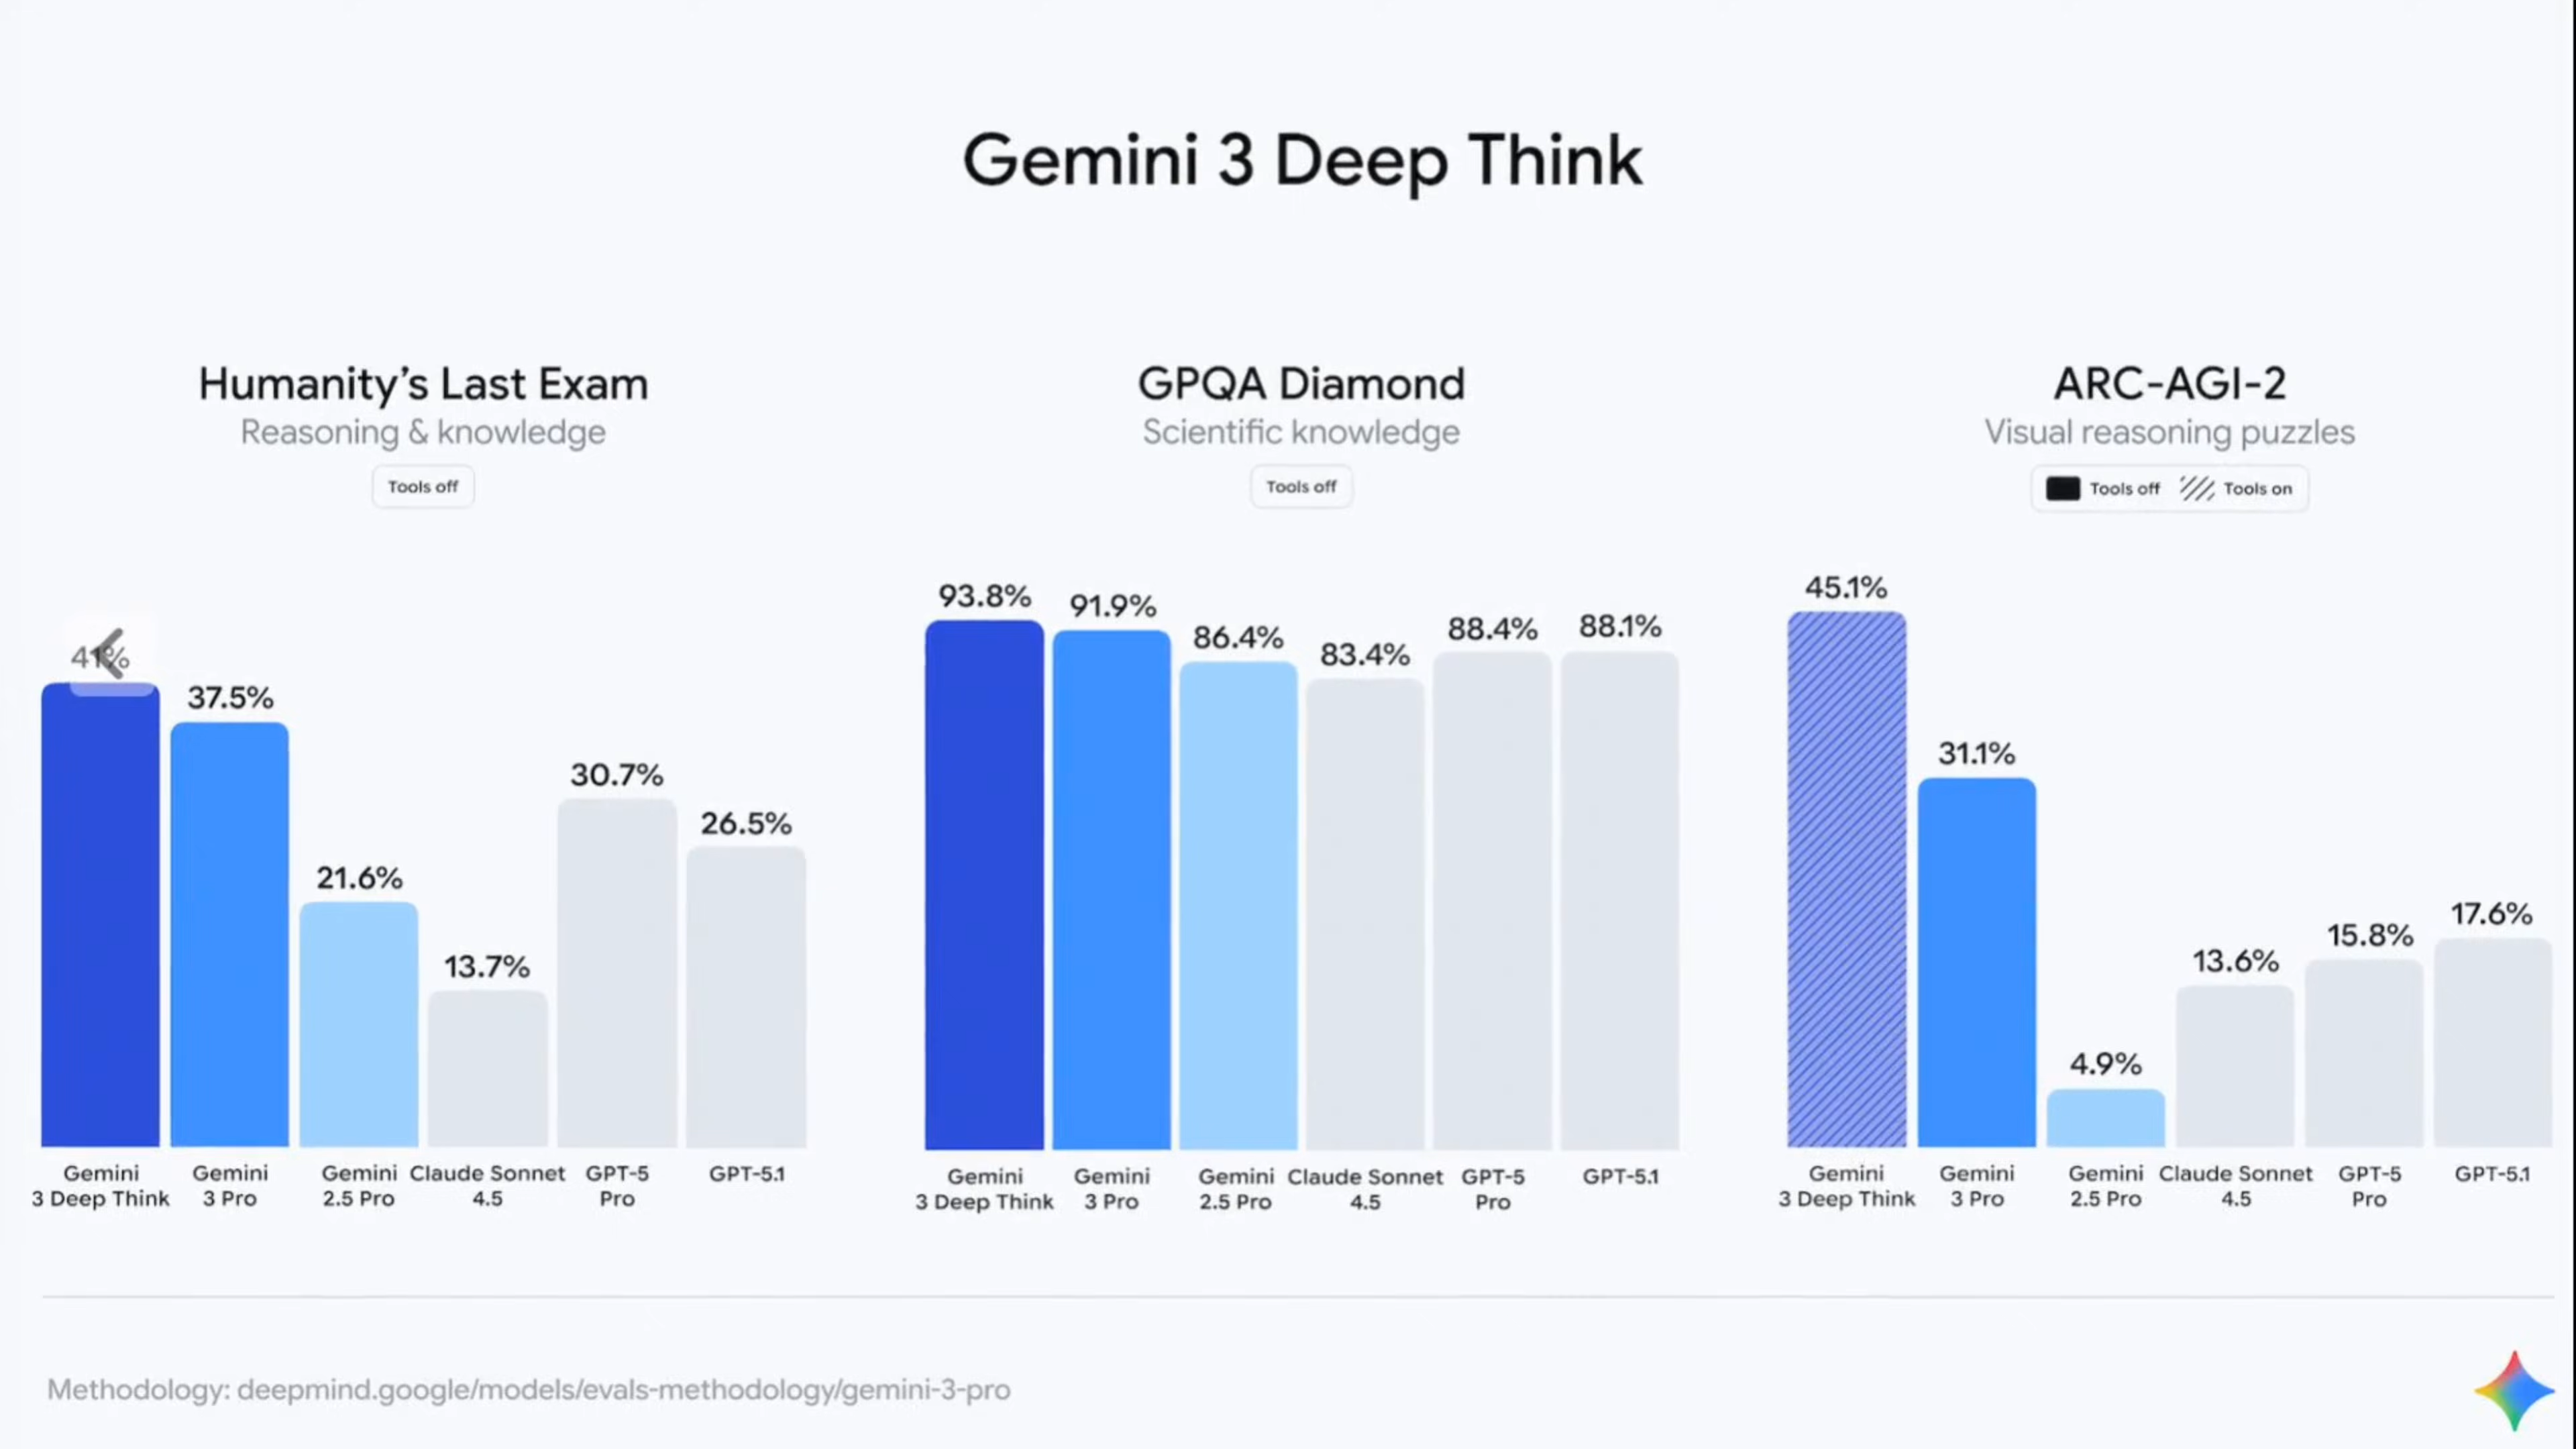 Gemini 3 Deep Think
Humanity's Last Exam
Reasoning & knowledge
Tools off
41%
37.5%
21.6%
13.7%
30.7%
26.5%
Gemini
3 Deep Think
Gemini
3 Pro
Gemini
2.5 Pro
Claude Sonnet
4.5
GPT-5
Pro
GPT-5.1
GPQA Diamond
Scientific knowledge
Tools off
93.8%
91.9%
86.4%
83.4%
88.4%
88.1%
Gemini
3 Deep Think
Gemini
3 Pro
Gemini
2.5 Pro
Claude Sonnet
4.5
GPT-5
Pro
GPT-5.1
ARC-AGI-2
Visual reasoning puzzles
Tools off Tools on
45.1%
31.1%
4.9%
13.6%
15.8%
17.6%
Gemini
3 Deep Think
Gemini
3 Pro
Gemini
2.5 Pro
Claude Sonnet
4.5
GPT-5
Pro
GPT-5.1
Methodology: deepmind.google/models/evals-methodology/gemini-3-pro